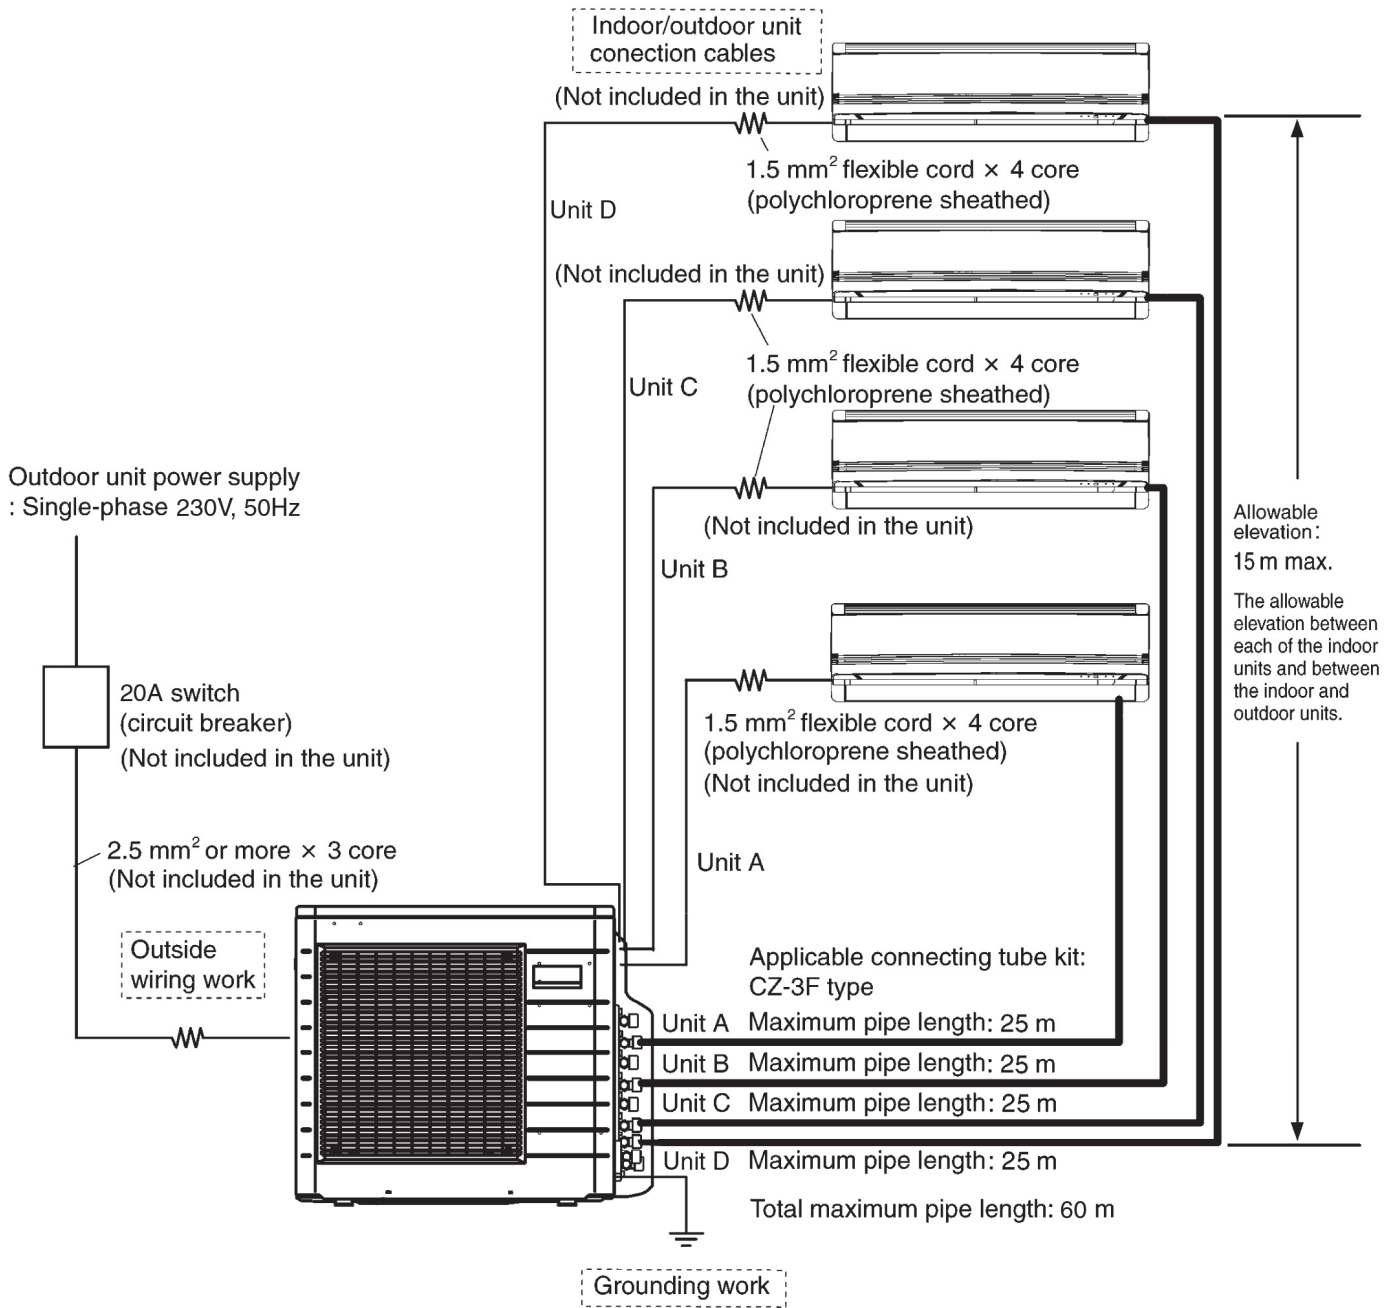 Indoor/outdoor unit
conection cables
(Not included in the unit)
1.5 mm² flexible cord × 4 core
(polychloroprene sheathed)
Unit D
(Not included in the unit)
1.5 mm² flexible cord × 4 core
(polychloroprene sheathed)
Unit C
Outdoor unit power supply
: Single-phase 230V, 50Hz
(Not included in the unit)
Unit B
Allowable
elevation:
15 m max.
The allowable
elevation between
each of the indoor
units and between
the indoor and
outdoor units.
20A switch
(circuit breaker)
(Not included in the unit)
1.5 mm² flexible cord × 4 core
(polychloroprene sheathed)
(Not included in the unit)
Unit A
2.5 mm² or more × 3 core
(Not included in the unit)
Outside
wiring work
Applicable connecting tube kit:
CZ-3F type
Unit A Maximum pipe length: 25 m
Unit B Maximum pipe length: 25 m
Unit C Maximum pipe length: 25 m
Unit D Maximum pipe length: 25 m
Total maximum pipe length: 60 m
Grounding work